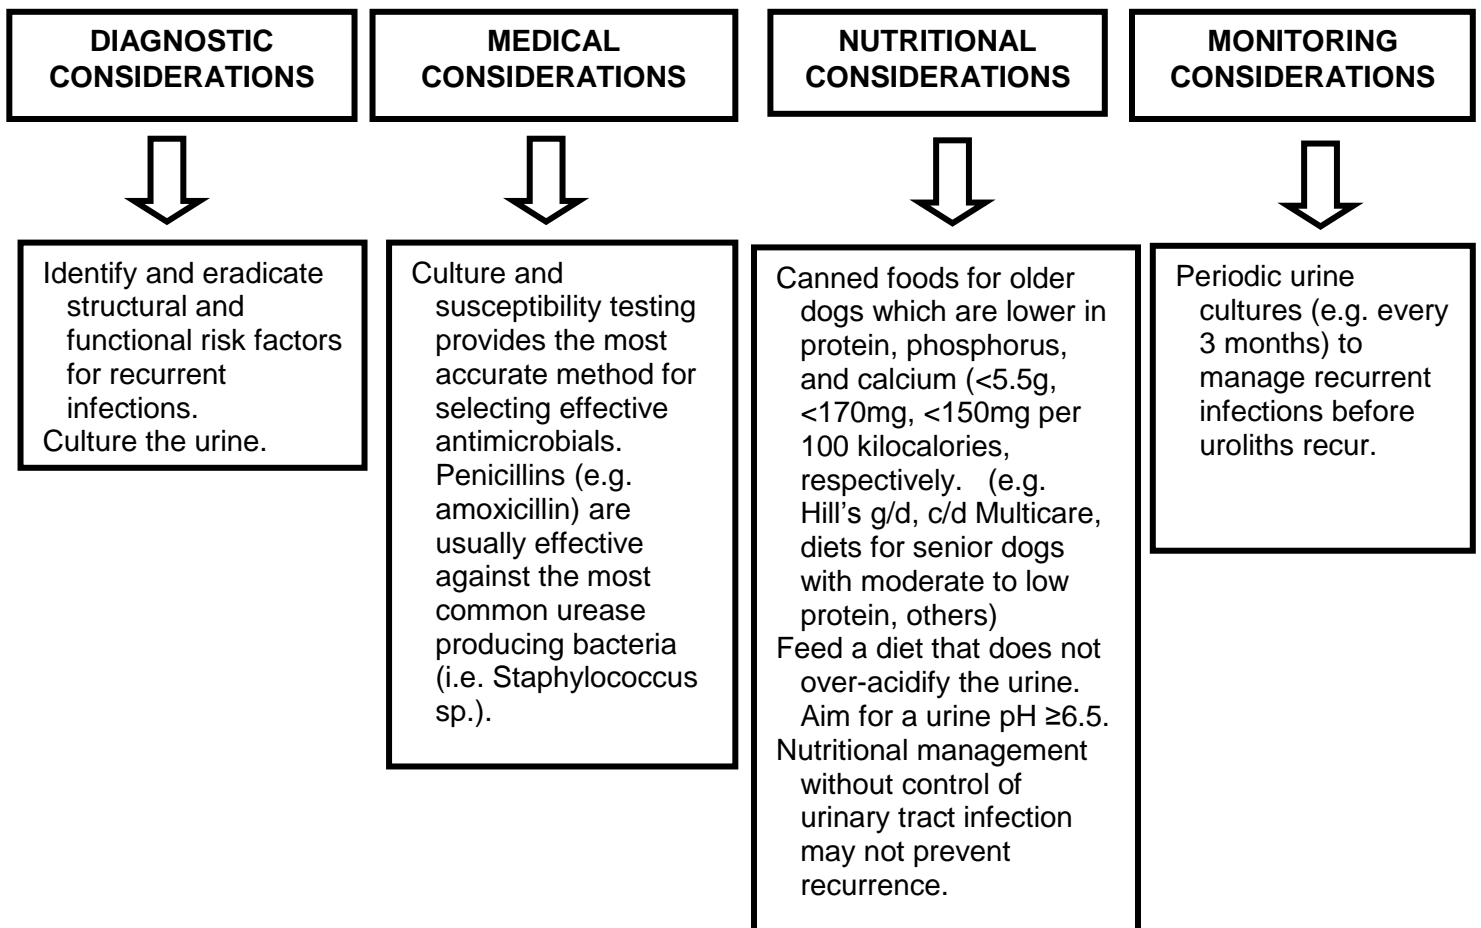 DIAGNOSTIC
CONSIDERATIONS
MEDICAL
CONSIDERATIONS
NUTRITIONAL
CONSIDERATIONS
MONITORING
CONSIDERATIONS
Identify and eradicate
structural and
functional risk factors
for recurrent
infections.
Culture the urine.
Culture and
susceptibility testing
provides the most
accurate method for
selecting effective
antimicrobials.
Penicillins (e.g.
amoxicillin) are
usually effective
against the most
common urease
producing bacteria
(i.e. Staphylococcus
sp.).
Canned foods for older
dogs which are lower in
protein, phosphorus,
and calcium (<5.5g,
<170mg, <150mg per
100 kilocalories,
respectively. (e.g.
Hill’s g/d, c/d Multicare,
diets for senior dogs
with moderate to low
protein, others)
Feed a diet that does not
over-acidify the urine.
Aim for a urine pH ≥6.5.
Nutritional management
without control of
urinary tract infection
may not prevent
recurrence.
Periodic urine
cultures (e.g. every
3 months) to
manage recurrent
infections before
uroliths recur.